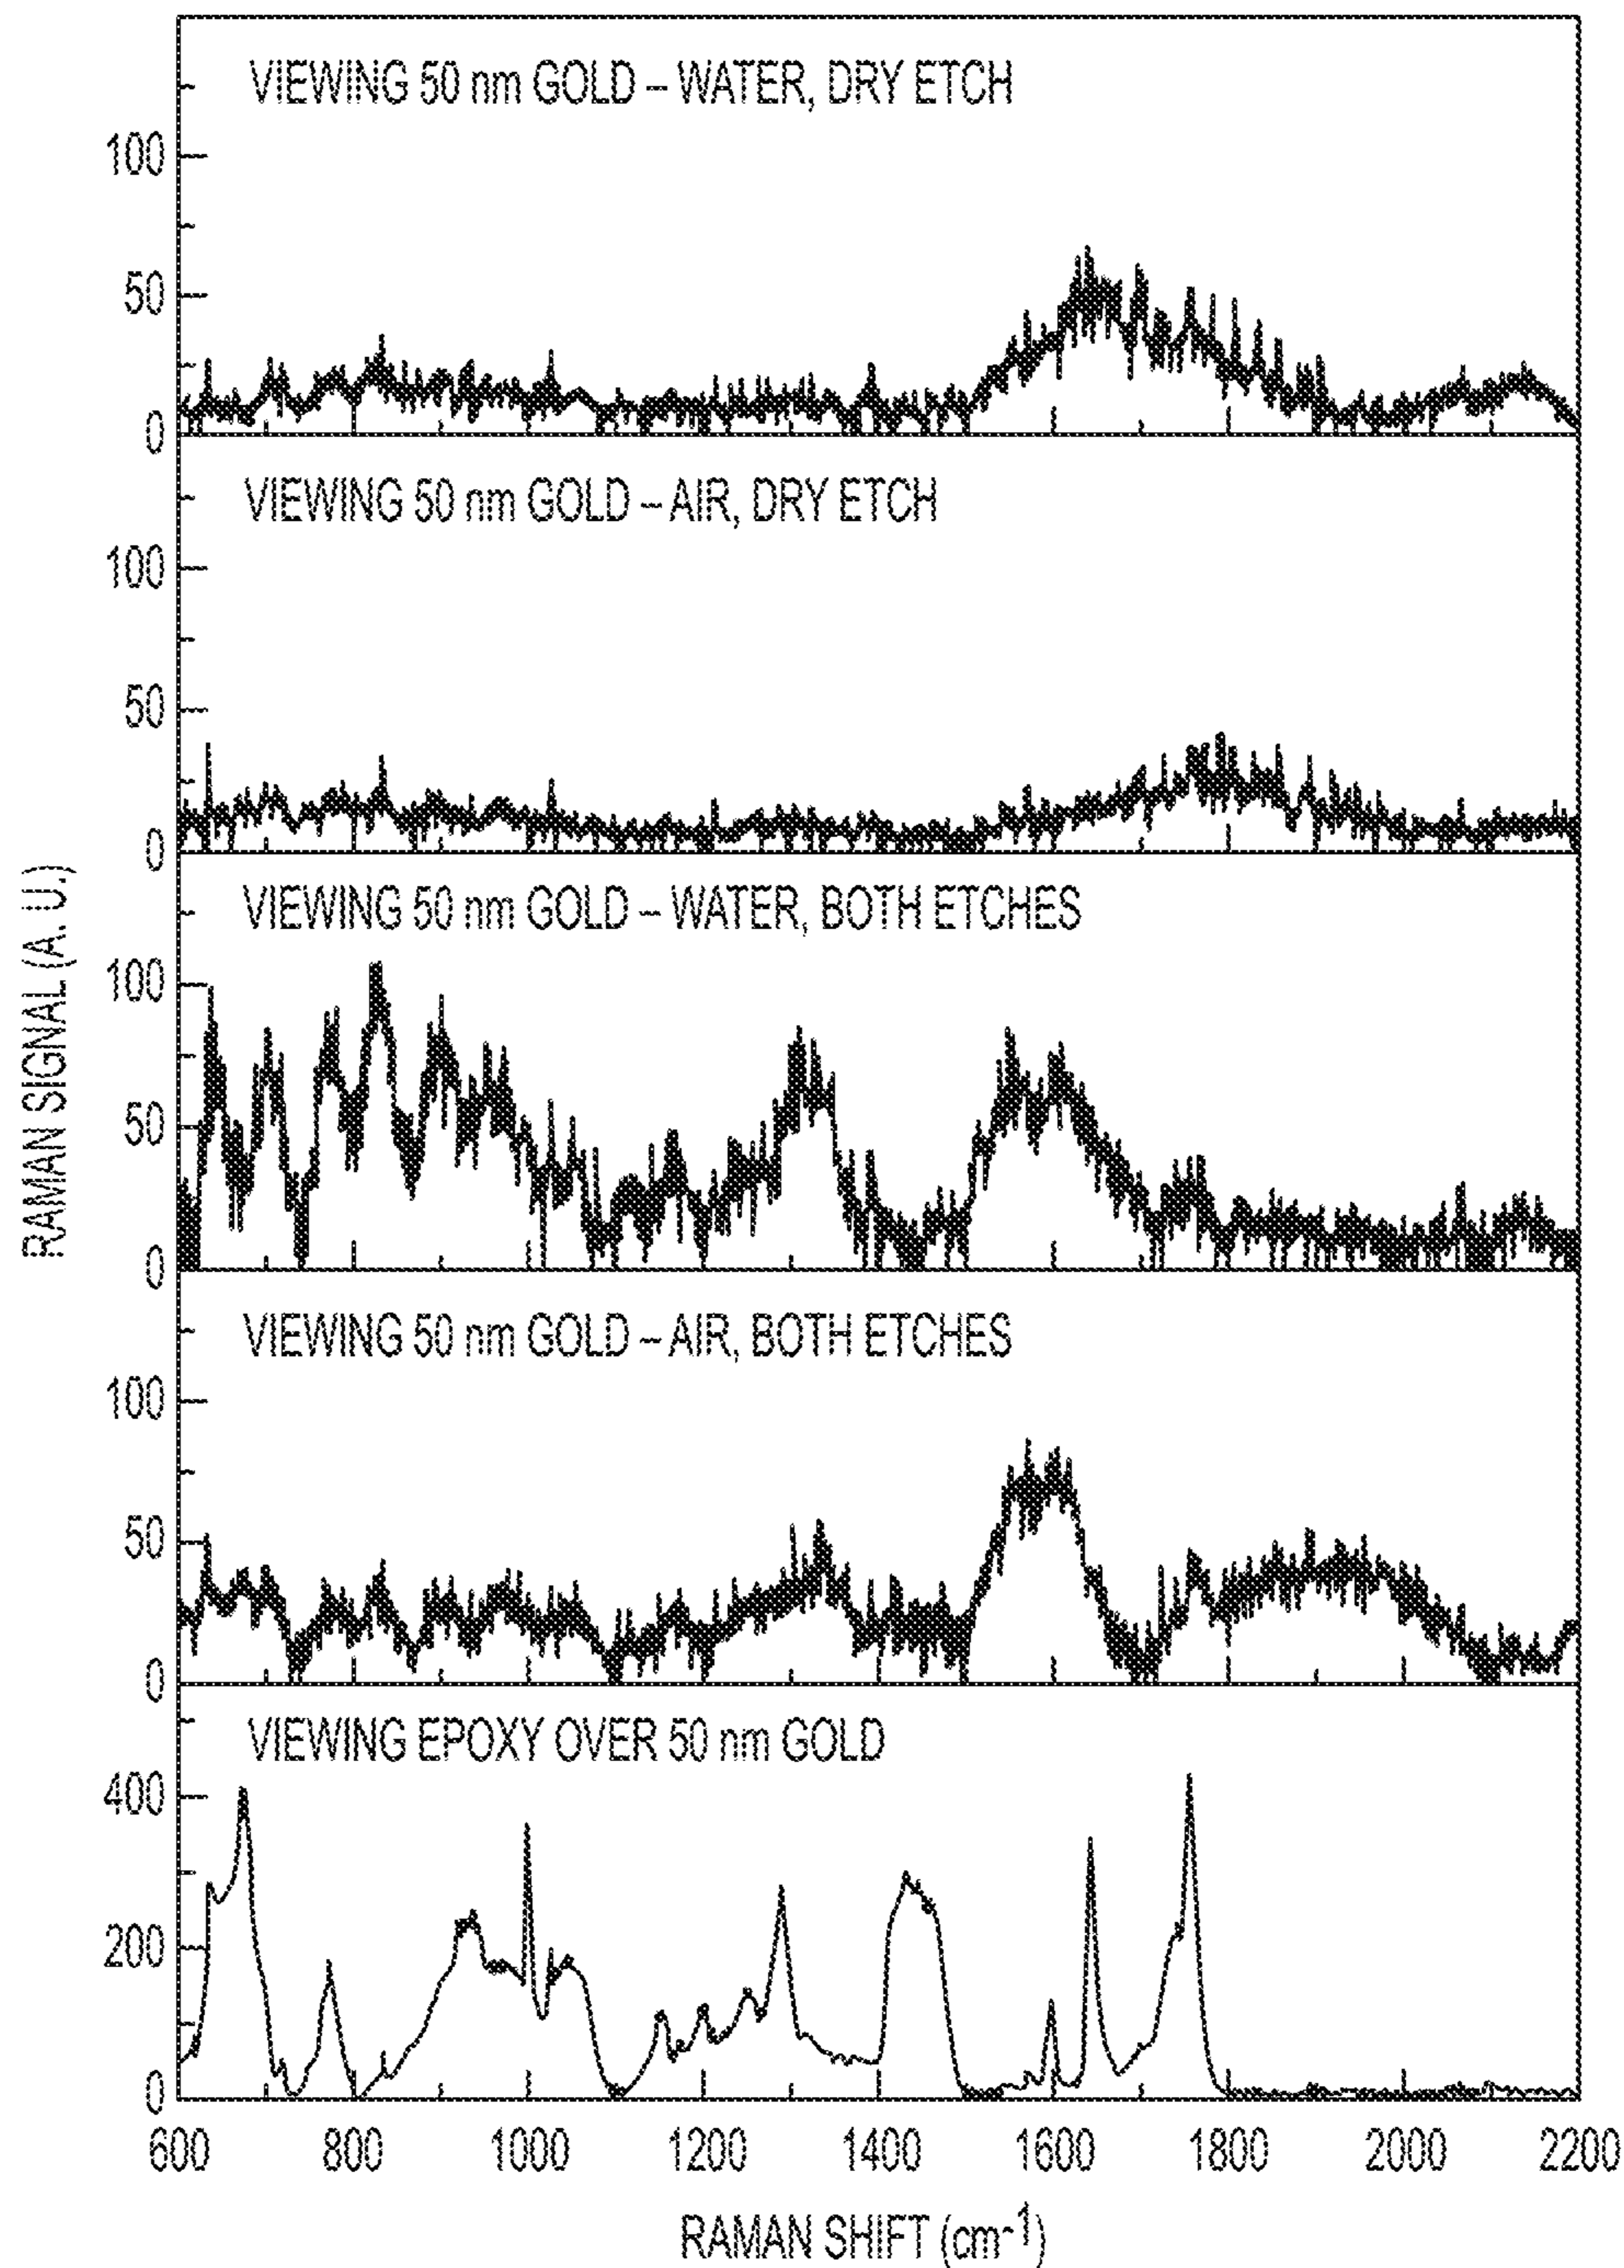 VIEWING 50 nm GOLD – WATER, DRY ETCH
100
50
0
VIEWING 50 nm GOLD – AIR, DRY ETCH
100
50
0
VIEWING 50 nm GOLD – WATER, BOTH ETCHES
100
50
0
VIEWING 50 nm GOLD – AIR, BOTH ETCHES
100
50
0
VIEWING EPOXY OVER 50 nm GOLD
400
200
0
RAMAN SIGNAL (A. U.)
600 800 1000 1200 1400 1600 1800 2000 2200
RAMAN SHIFT (cm⁻¹)